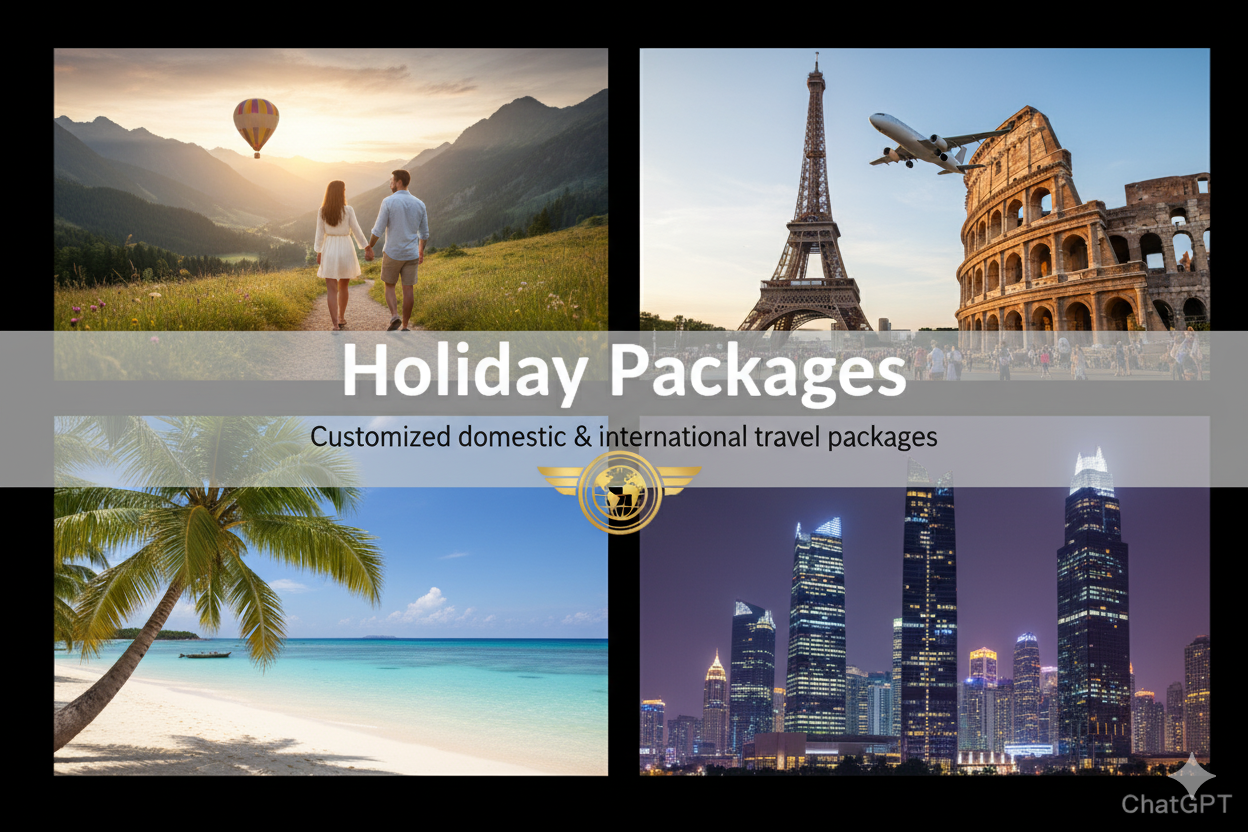 Holiday Packages
Customized domestic & international travel packages
ChatGPT